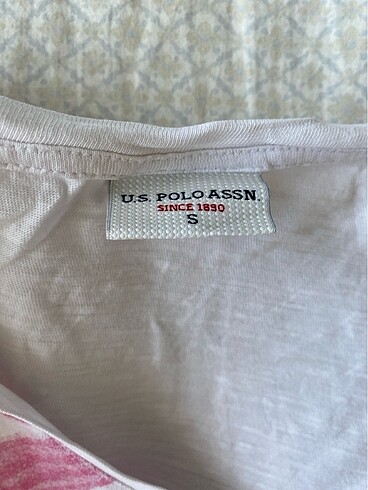 U.S. POLO ASSN.
SINCE 1890
S